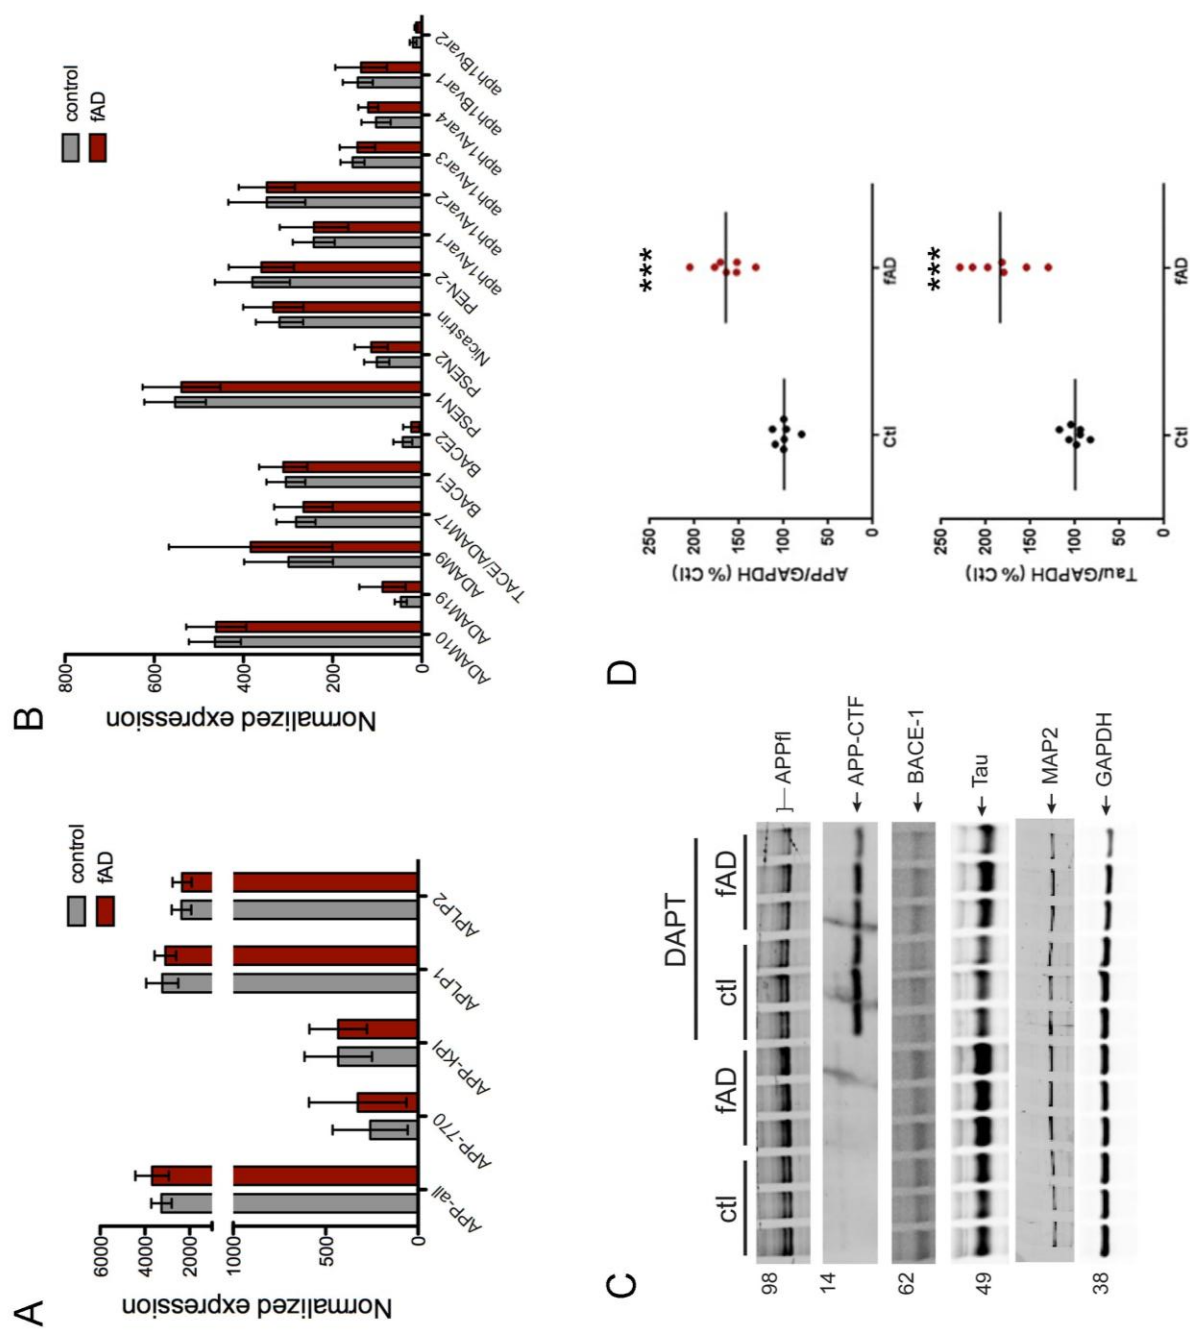 A
Normalized expression
6000
4000
2000
1000
500
0
control
fAD
APP-all
APP-770
APP-KPI
APLP1
APLP2
B
Normalized expression
800
600
400
200
0
control
fAD
ADAM10
ADAM19
ADAM9
TACE/ADAM17
BACE1
BACE2
PSEN1
PSEN2
Nicastrin
PEN-2
aph1Avar1
aph1Avar2
aph1Avar3
aph1Avar4
aph1Bvar1
aph1Bvar2
C
DAPT
ctl fAD ctl fAD
98 APPfl
14 APP-CTF
62 BACE-1
49 Tau
MAP2
38 GAPDH
D
APP/GAPDH (% Ctl)
250
200
150
100
50
0
***
Ctl fAD
Tau/GAPDH (% Ctl)
250
200
150
100
50
0
***
Ctl fAD